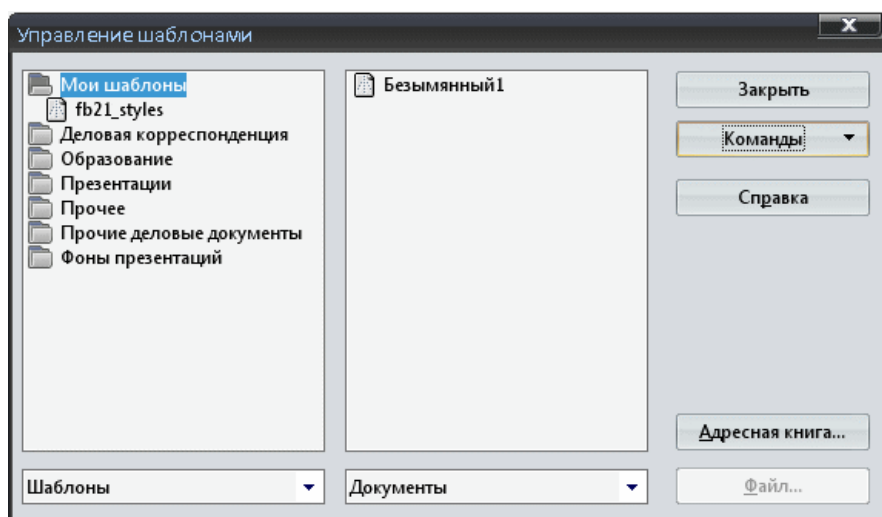 Управление шаблонами
Мои шаблоны
fb21_styles
Деловая корреспонденция
Образование
Презентации
Прочее
Прочие деловые документы
Фоны презентаций
Шаблоны
Безымянный1
Документы
Закрыть
Команды
Справка
Адресная книга...
Файл...